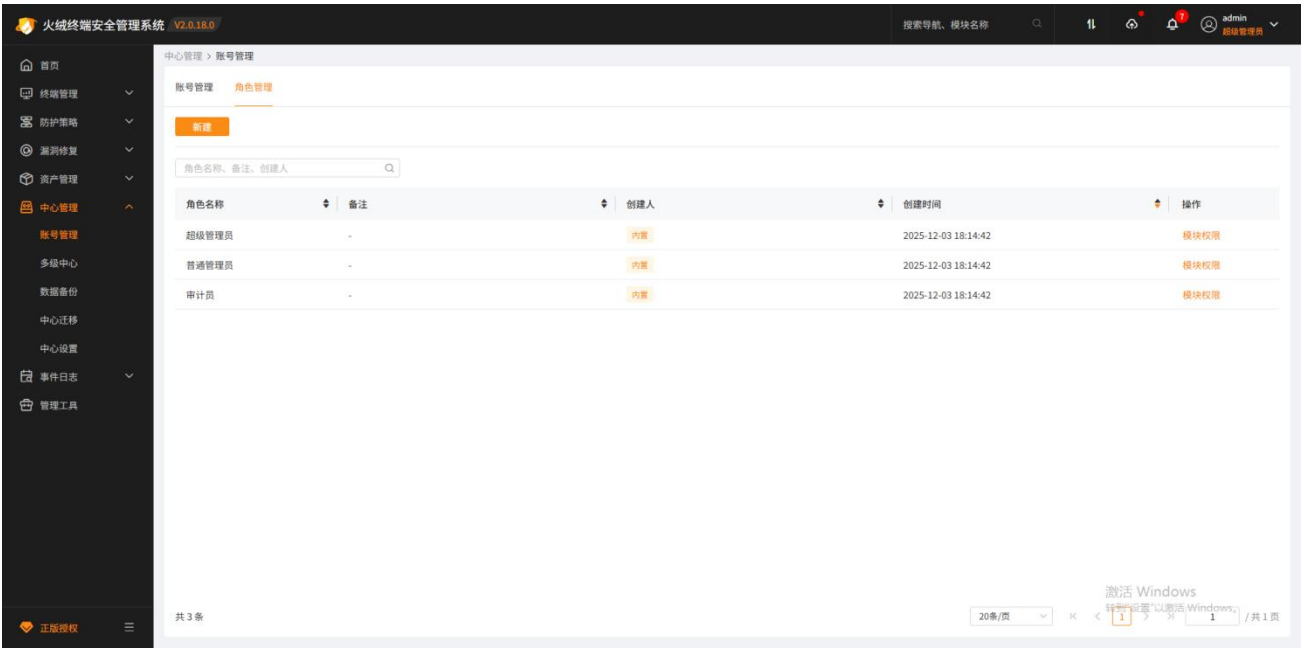 火绒终端安全管理系统 V2.0.18.0 搜索导航、模块名称 7 admin
超级管理员
首页
终端管理
防护策略
漏洞修复
资产管理
中心管理
账号管理
多级中心
数据备份
中心迁移
中心设置
事件日志
管理工具
正版授权
中心管理 > 账号管理
账号管理 角色管理
新建
角色名称、备注、创建人
角色名称 备注 创建人 创建时间 操作
超级管理员 - 内置 2025-12-03 18:14:42 模块权限
普通管理员 - 内置 2025-12-03 18:14:42 模块权限
审计员 - 内置 2025-12-03 18:14:42 模块权限
激活 Windows
转到"设置"以激活 Windows。
共 3 条 20条/页 1 1 / 共 1 页